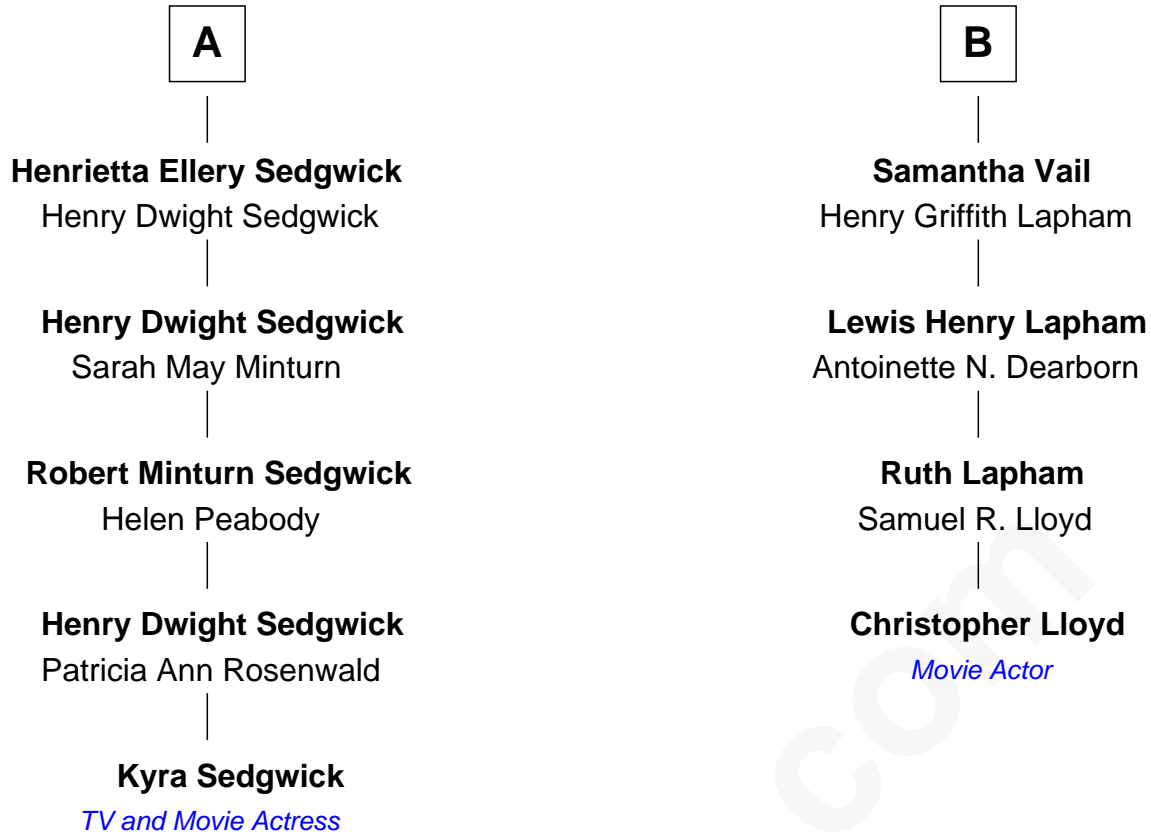 A
Henrietta Ellery Sedgwick
Henry Dwight Sedgwick
Henry Dwight Sedgwick
Sarah May Minturn
Robert Minturn Sedgwick
Helen Peabody
Henry Dwight Sedgwick
Patricia Ann Rosenwald
Kyra Sedgwick
TV and Movie Actress
B
Samantha Vail
Henry Griffith Lapham
Lewis Henry Lapham
Antoinette N. Dearborn
Ruth Lapham
Samuel R. Lloyd
Christopher Lloyd
Movie Actor
com